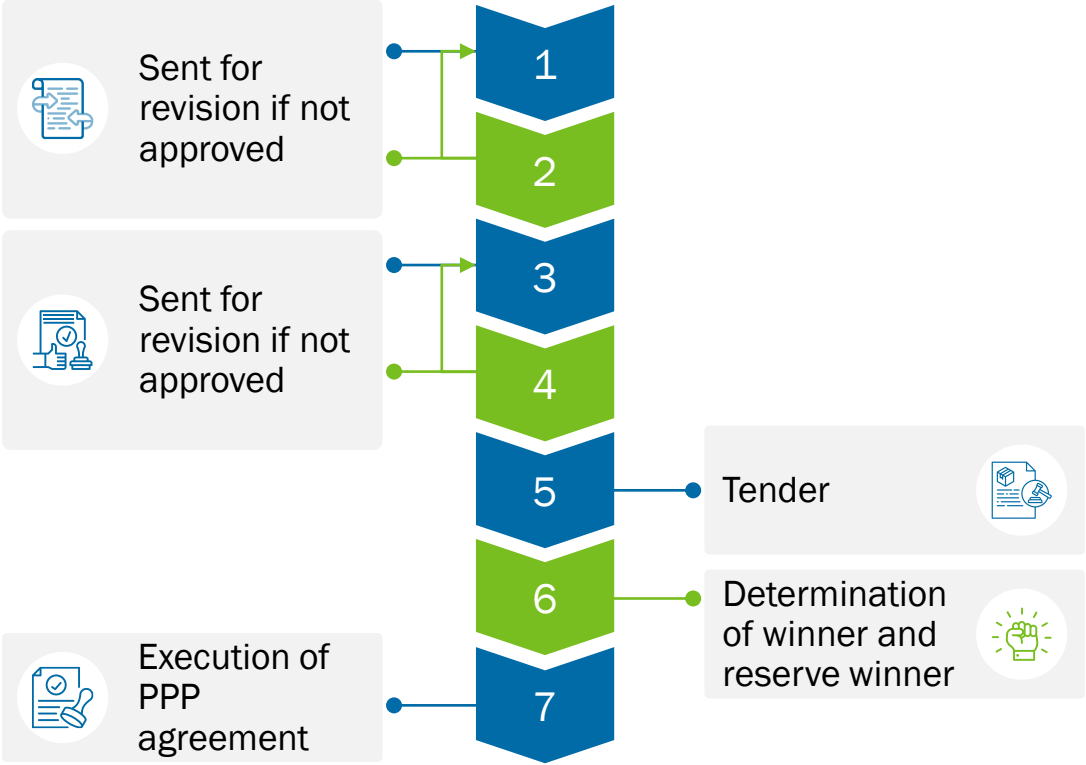 Sent for
revision if not
approved
1
2
Sent for
revision if not
approved
3
4
5
Tender
6
Determination
of winner and
reserve winner
Execution of
PPP
agreement
7